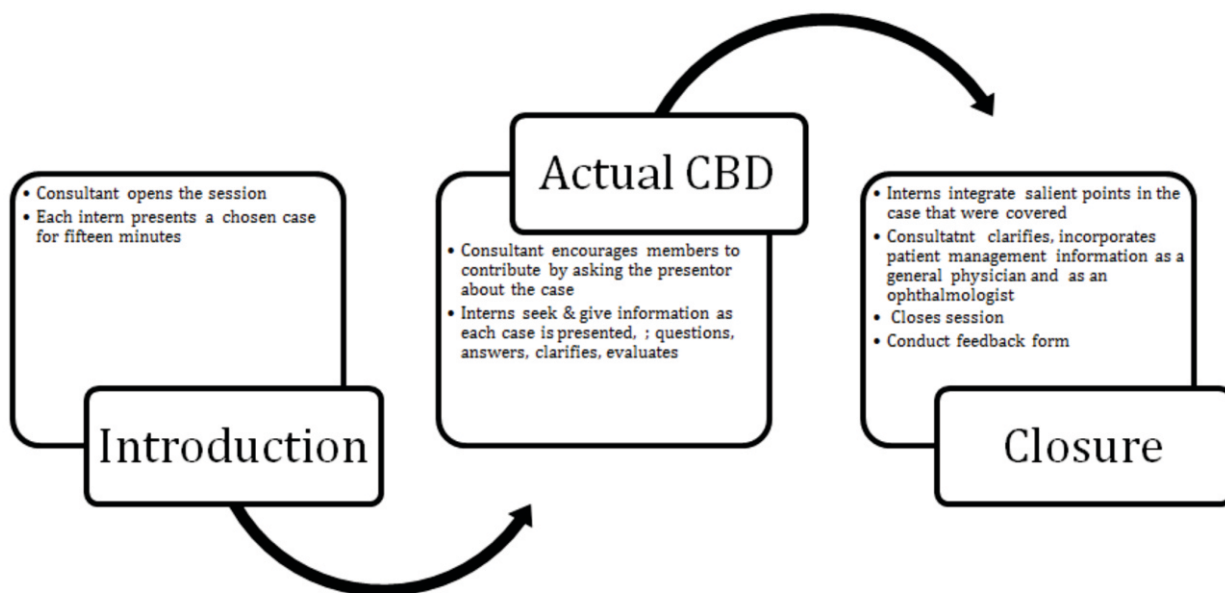 • Consultant opens the session
• Each intern presents a chosen case
for fifteen minutes
Introduction
Actual CBD
• Consultant encourages members to
contribute by asking the presentor
about the case
• Interns seek & give information as
each case is presented, ; questions,
answers, clarifies, evaluates
• Interns integrate salient points in the
case that were covered
• Consultatnt clarifies, incorporates
patient management information as a
general physician and as an
ophthalmologist
• Closes session
• Conduct feedback form
Closure